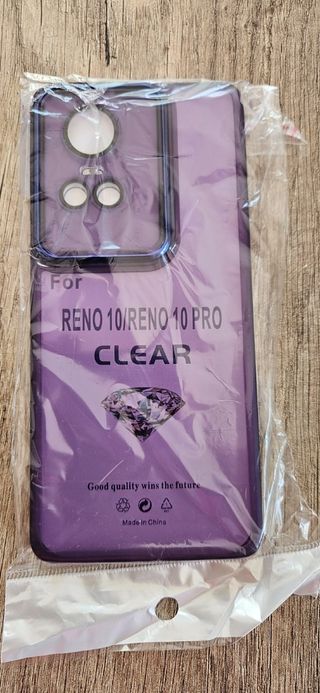 For
RENO 10/RENO 10 PRO
CLEAR
Good quality wins the future
Made in China